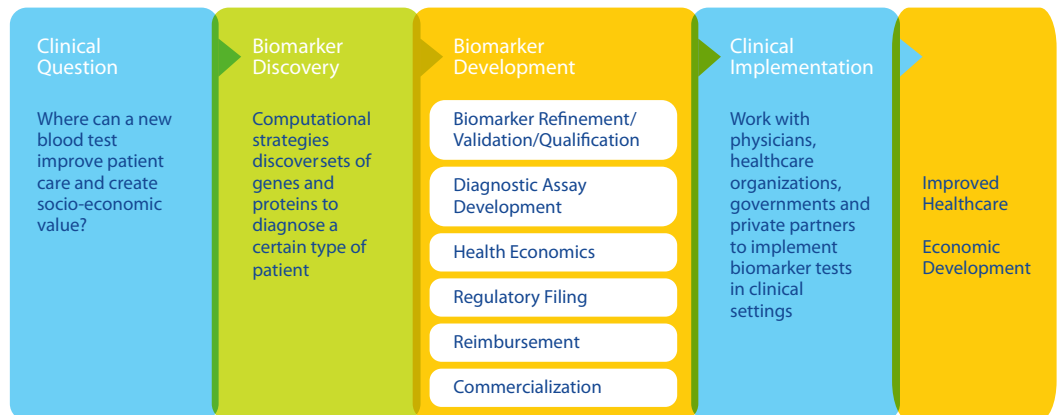 Clinical
Question
Where can a new
blood test
improve patient
care and create
socio-economic
value?
Biomarker
Discovery
Computational
strategies
discoversets of
genes and
proteins to
diagnose a
certain type of
patient
Biomarker
Development
Biomarker Refinement/
Validation/Qualification
Diagnostic Assay
Development
Health Economics
Regulatory Filing
Reimbursement
Commercialization
Clinical
Implementation
Work with
physicians,
healthcare
organizations,
governments and
private partners
to implement
biomarker tests
in clinical
settings
Improved
Healthcare
Economic
Development